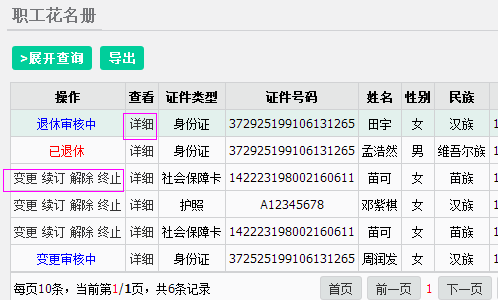 职工花名册
>展开查询 导出
操作 查看 证件类型 证件号码 姓名 性别 民族
退休审核中 详细 身份证 372925199106131265 田宇 女 汉族
已退休 详细 身份证 372925199106131265 孟浩然 男 维吾尔族
变更 续订 解除 终止 详细 社会保障卡 142223198002160611 苗可 女 苗族
变更 续订 解除 终止 详细 护照 A12345678 邓紫棋 女 汉族
变更 续订 解除 终止 详细 社会保障卡 142223198002160611 苗可 女 苗族
变更审核中 详细 身份证 372525199106131265 周润发 女 汉族
每页10条，当前第1/1页，共6条记录 首页 前一页 1 下一页